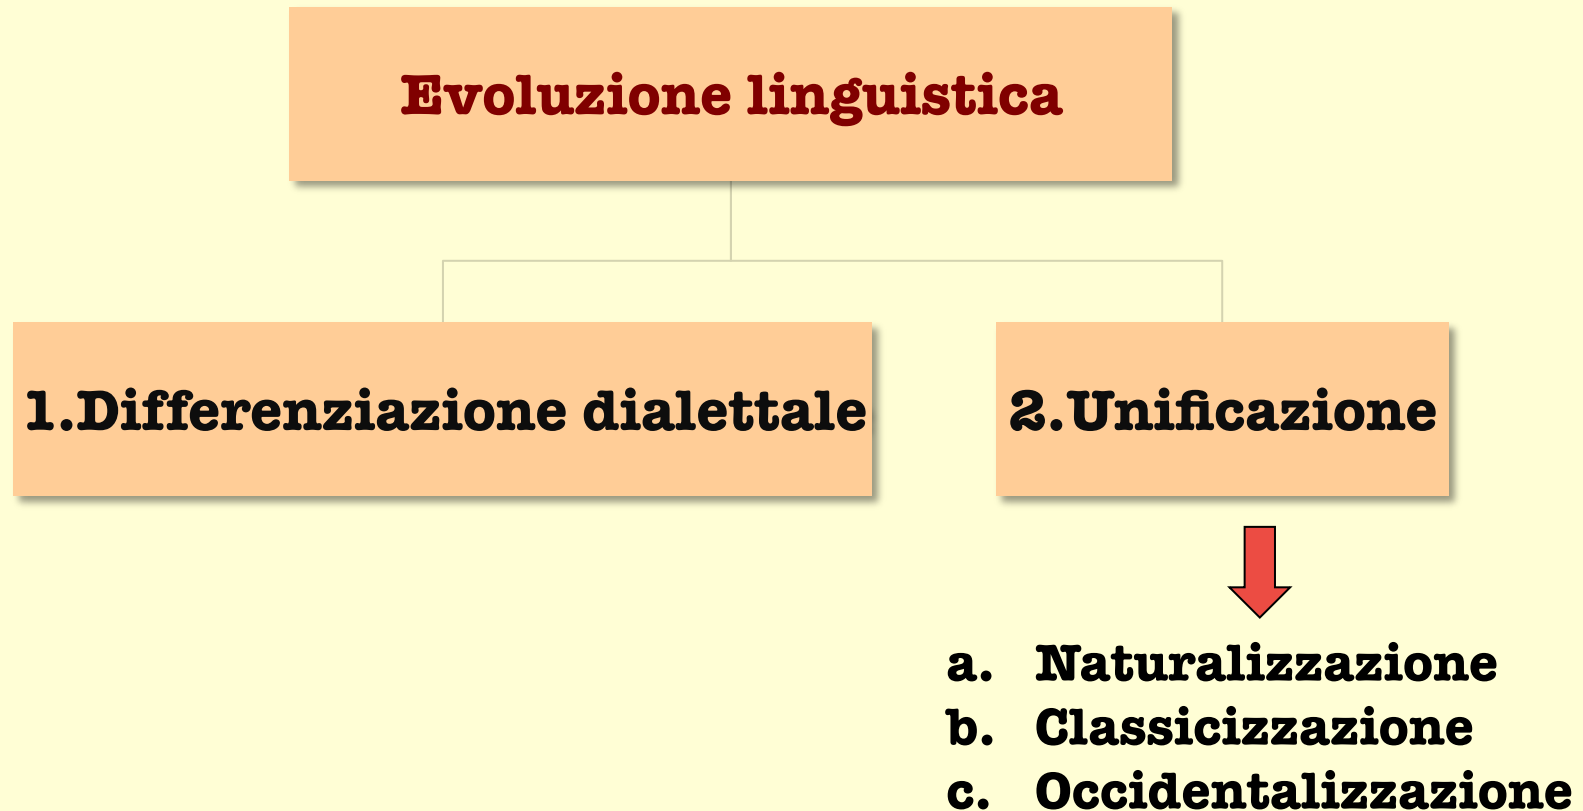 Evoluzione linguistica
1.Differenziazione dialettale
2.Unificazione
a. Naturalizzazione
b. Classicizzazione
c. Occidentalizzazione